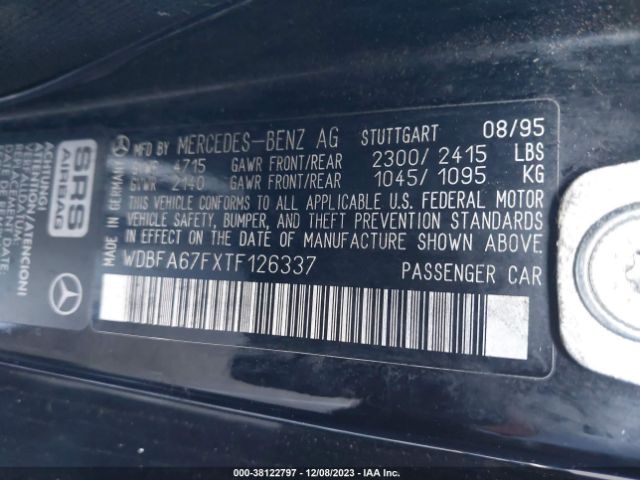 MFD BY MERCEDES-BENZ AG STUTTGART 08/95
4715 GAWR FRONT/REAR 2300/ 2415 LBS
GVWR 2140 GAWR FRONT/REAR 1045/ 1095 KG
THIS VEHICLE CONFORMS TO ALL APPLICABLE U.S. FEDERAL MOTOR
VEHICLE SAFETY, BUMPER, AND THEFT PREVENTION STANDARDS
IN EFFECT ON THE DATE OF MANUFACTURE SHOWN ABOVE
WDBFA67FXTF126337 PASSENGER CAR
MADE IN GERMANY
SRS
AIRBAG
ACHTUNG
ATTENTION/ATENCION!
000-38122797 - 12/08/2023 - IAA Inc.